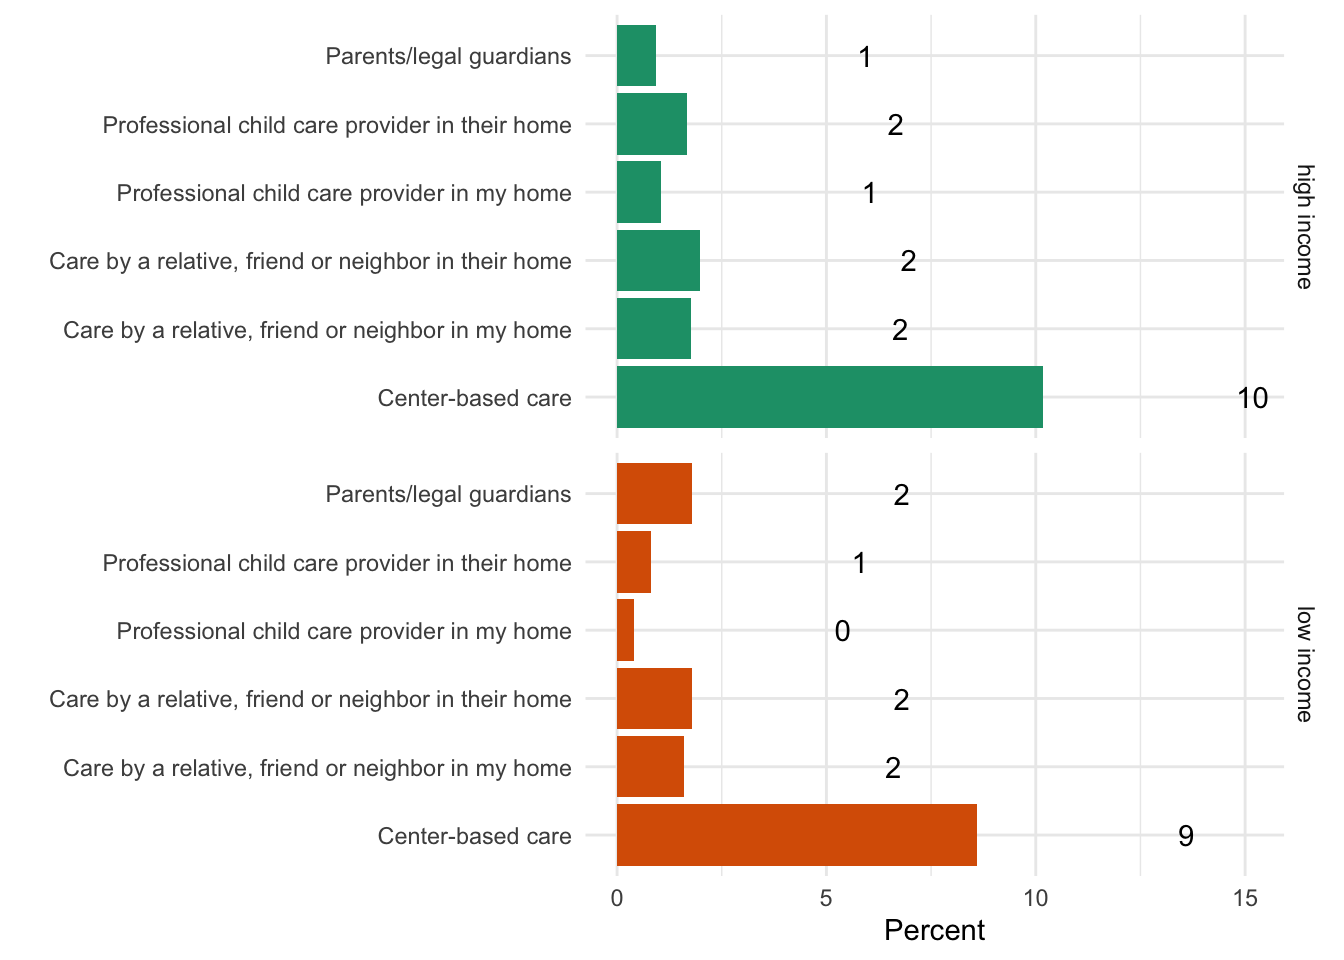 Parents/legal guardians 1
Professional child care provider in their home 2
Professional child care provider in my home 1
Care by a relative, friend or neighbor in their home 2
Care by a relative, friend or neighbor in my home 2
Center-based care 10
high income
Parents/legal guardians 2
Professional child care provider in their home 1
Professional child care provider in my home 0
Care by a relative, friend or neighbor in their home 2
Care by a relative, friend or neighbor in my home 2
Center-based care 9
low income
0 5 10 15
Percent